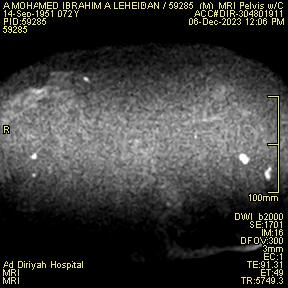 A MOHAMED IBRAHIM A LEHEIDAN / 59285 (M) MRI Pelvis w/C
14-Sep-1951 072Y ACC#DIR-304801911
PID:59285 06-Dec-2023 12:06 PM
59285
R
100mm
DWI_b2000
SE:1701
IM:16
DFOV:300
3mm
EC:1
Ad Diriyah Hospital TE:91.31
MRI ET:49
MRI TR:5749.3